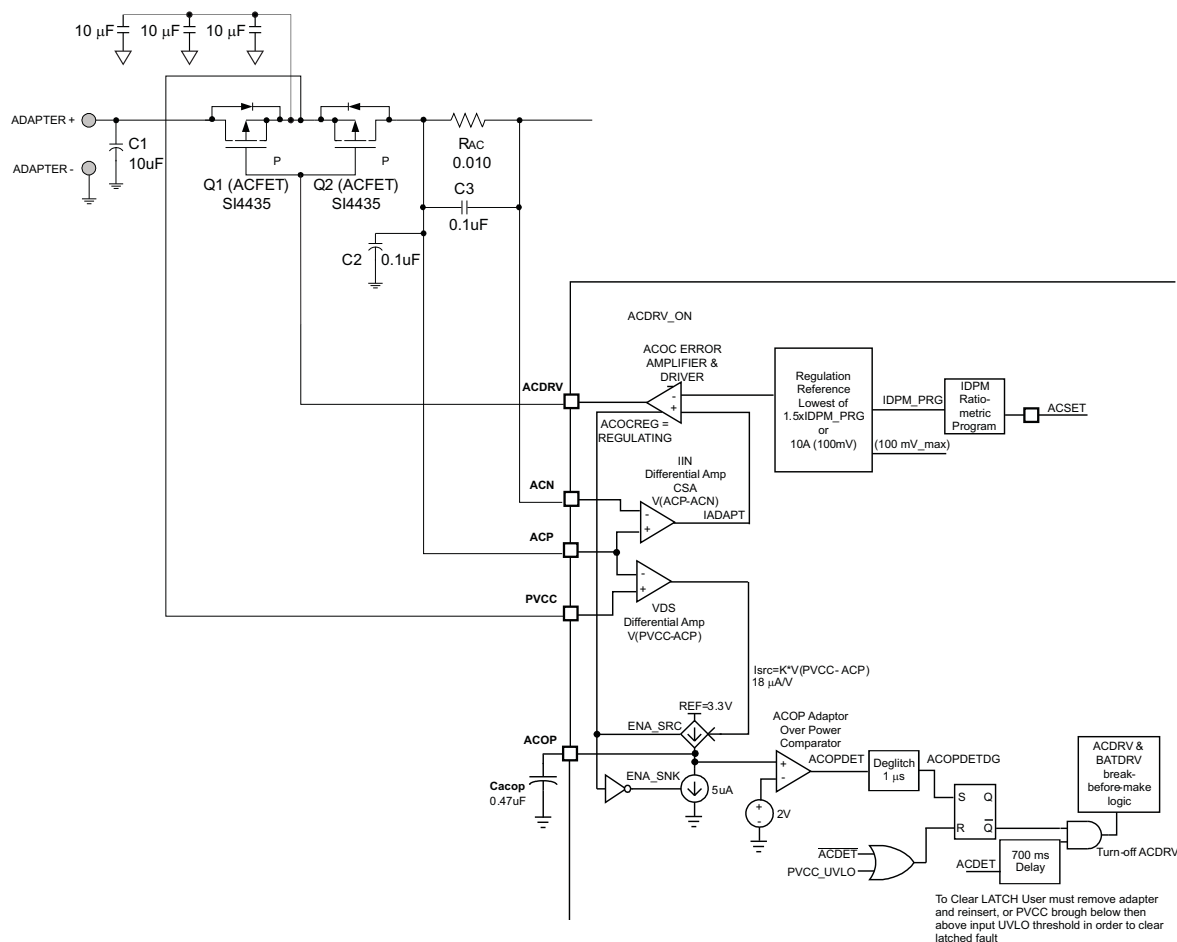 10 µF
10 µF
10 µF
ADAPTER +
C1
10uF
ADAPTER -
P
P
Q1 (ACFET)
SI4435
Q2 (ACFET)
SI4435
RAC
0.010
C3
0.1uF
C2
0.1uF
ACDRV_ON
ACOC ERROR
AMPLIFIER &
DRIVER
ACDRV
-
+
ACOCREG =
REGULATING
Regulation
Reference
Lowest of
1.5xIDPM_PRG
or
10A (100mV)
IDPM_PRG
(100 mV_max)
IDPM
Ratio-
metric
Program
ACSET
IIN
Differential Amp
CSA
V(ACP-ACN)
ACN
-
+
IADAPT
ACP
-
+
PVCC
VDS
Differential Amp
V(PVCC-ACP)
Isrc=K*V(PVCC- ACP)
18 µA/V
REF=3.3V
ENA_SRC
ACOP
Cacop
0.47uF
ENA_SNK
5uA
ACOP Adaptor
Over Power
Comparator
+
-
ACOPDET
+
-
2V
Deglitch
1 µs
ACOPDETDG
S
Q
R
Q
ACDET
PVCC_UVLO
ACDET
700 ms
Delay
ACDRV &
BATDRV
break-
before-make
logic
Turn-off ACDRV
To Clear LATCH User must remove adapter
and reinsert, or PVCC brough below then
above input UVLO threshold in order to clear
latched fault